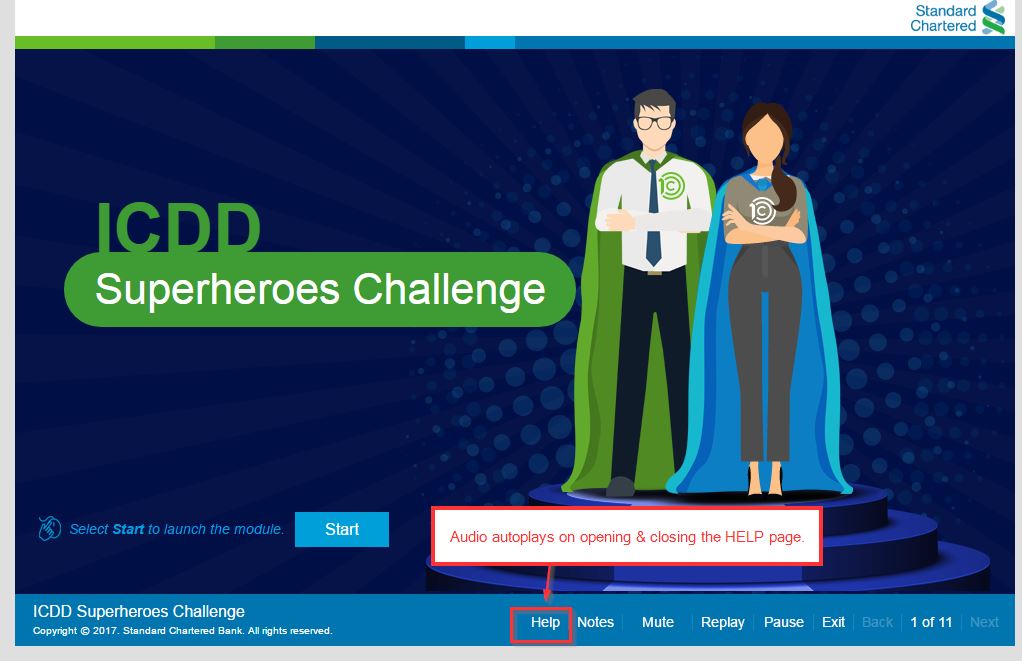 Standard
Chartered
ICDD
Superheroes Challenge
Select Start to launch the module.
Start
Audio autoplays on opening & closing the HELP page.
ICDD Superheroes Challenge
Copyright © 2017. Standard Chartered Bank. All rights reserved.
Help Notes Mute Replay Pause Exit Back 1 of 11 Next